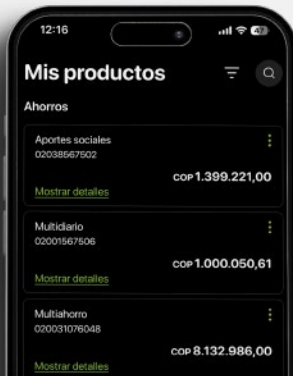 12:16
47
Mis productos
Ahorros
Aportes sociales
02038567502
COP 1.399.221,00
Mostrar detalles
Multidiario
02001567506
COP 1.000.050,61
Mostrar detalles
Multiahorro
020031076048
COP 8.132.986,00
Mostrar detalles